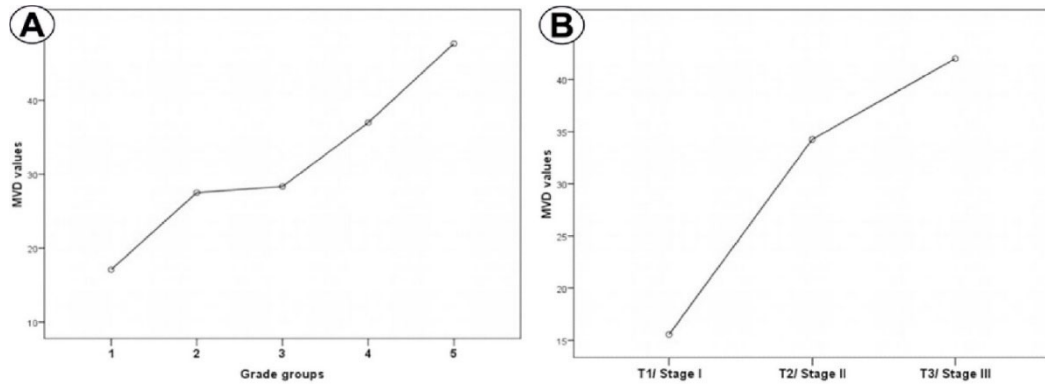 A
MVD values
40
30
20
10
1 2 3 4 5
Grade groups
B
MVD values
40
35
30
25
20
15
T1/ Stage I T2/ Stage II T3/ Stage III